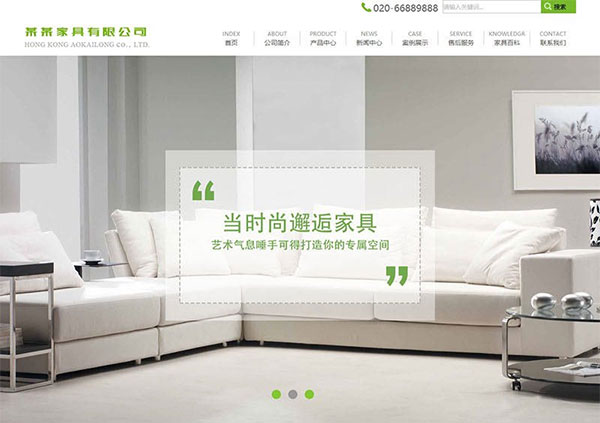 020-66889888
请输入关键词...
搜索
某某家具有限公司
HONG KONG AOKAILONG CO., LTD.
INDEX ABOUT PRODUCT NEWS CASE SERVICE KNOWLEDGR CONTACT
首页 公司简介 产品中心 新闻中心 案例展示 售后服务 家具百科 联系我们
“
当时尚邂逅家具
艺术气息唾手可得打造你的专属空间
”